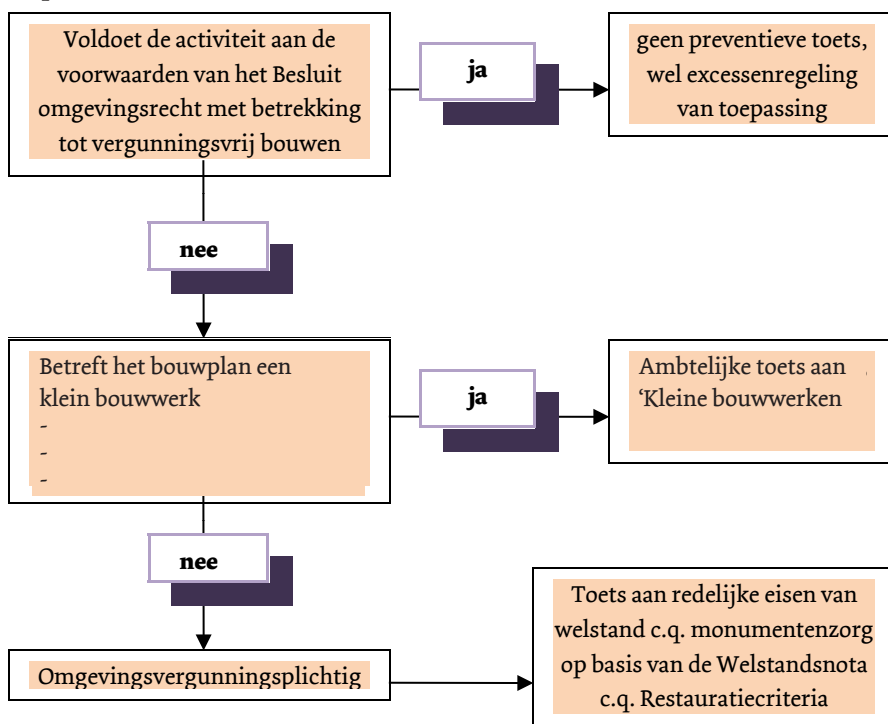 Voldoet de activiteit aan de
voorwaarden van het Besluit
omgevingsrecht met betrekking
tot vergunningsvrij bouwen
ja
geen preventieve toets,
wel excessenregeling
van toepassing
nee
Betreft het bouwplan een
klein bouwwerk
-
-
-
ja
Ambtelijke toets aan
‘Kleine bouwwerken
nee
Omgevingsvergunningsplichtig
Toets aan redelijke eisen van
welstand c.q. monumentenzorg
op basis van de Welstandsnota
c.q. Restauratiecriteria